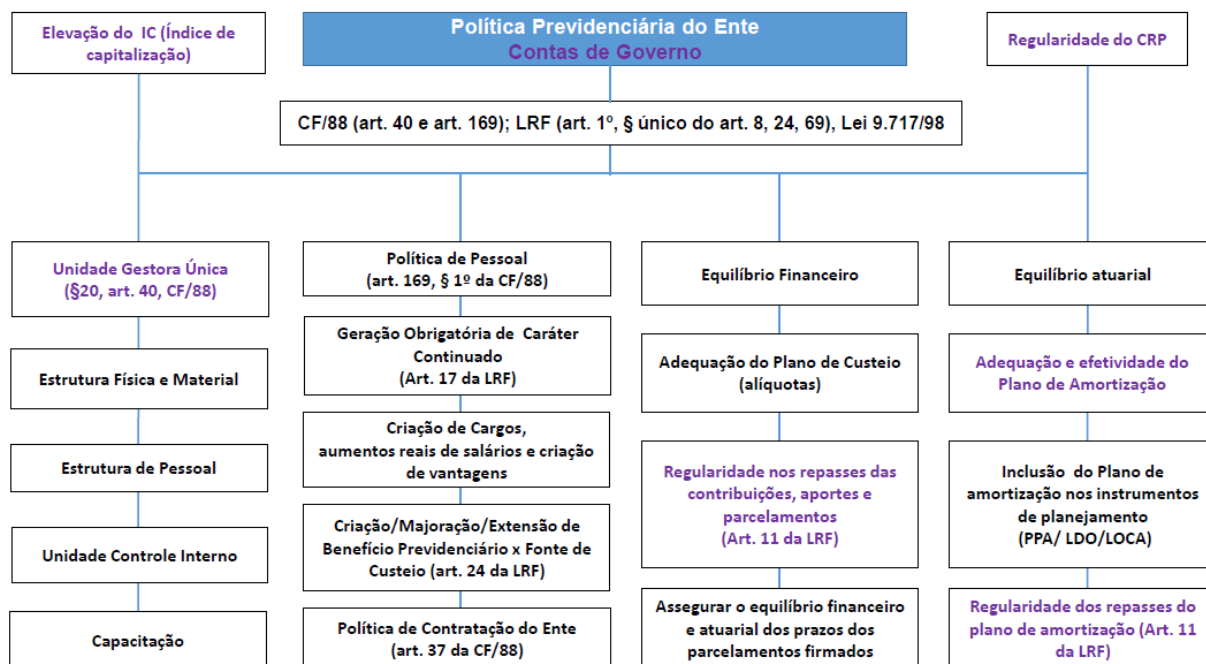 Elevação do IC (Índice de
capitalização)
Política Previdenciária do Ente
Contas de Governo
Regularidade do CRP
CF/88 (art. 40 e art. 169); LRF (art. 1º, § único do art. 8, 24, 69), Lei 9.717/98
Unidade Gestora Única
(§20, art. 40, CF/88)
Estrutura Física e Material
Estrutura de Pessoal
Unidade Controle Interno
Capacitação
Política de Pessoal
(art. 169, § 1º da CF/88)
Geração Obrigatória de Caráter
Continuado
(Art. 17 da LRF)
Criação de Cargos,
aumentos reais de salários e criação
de vantagens
Criação/Majoração/Extensão de
Benefício Previdenciário x Fonte de
Custeio (art. 24 da LRF)
Política de Contratação do Ente
(art. 37 da CF/88)
Equilíbrio Financeiro
Adequação do Plano de Custeio
(alíquotas)
Regularidade nos repasses das
contribuições, aportes e
parcelamentos
(Art. 11 da LRF)
Assegurar o equilíbrio financeiro
e atuarial dos prazos dos
parcelamentos firmados
Equilíbrio atuarial
Adequação e efetividade do
Plano de Amortização
Inclusão do Plano de
amortização nos instrumentos
de planejamento
(PPA/ LDO/LOCA)
Regularidade dos repasses do
plano de amortização (Art. 11
da LRF)